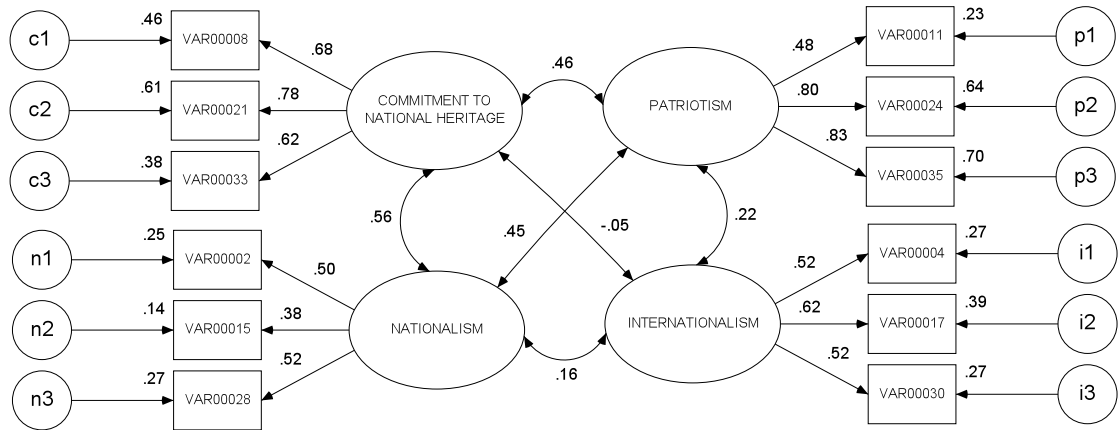 c1
.46
VAR00008
.68
c2
.61
VAR00021
.78
c3
.38
VAR00033
.62
COMMITMENT TO
NATIONAL HERITAGE
.46
PATRIOTISM
.48
VAR00011
.23
p1
.80
VAR00024
.64
p2
.83
VAR00035
.70
p3
.56
.45
-.05
.22
n1
.25
VAR00002
.50
n2
.14
VAR00015
.38
n3
.27
VAR00028
.52
NATIONALISM
.16
INTERNATIONALISM
.52
VAR00004
.27
i1
.62
VAR00017
.39
i2
.52
VAR00030
.27
i3